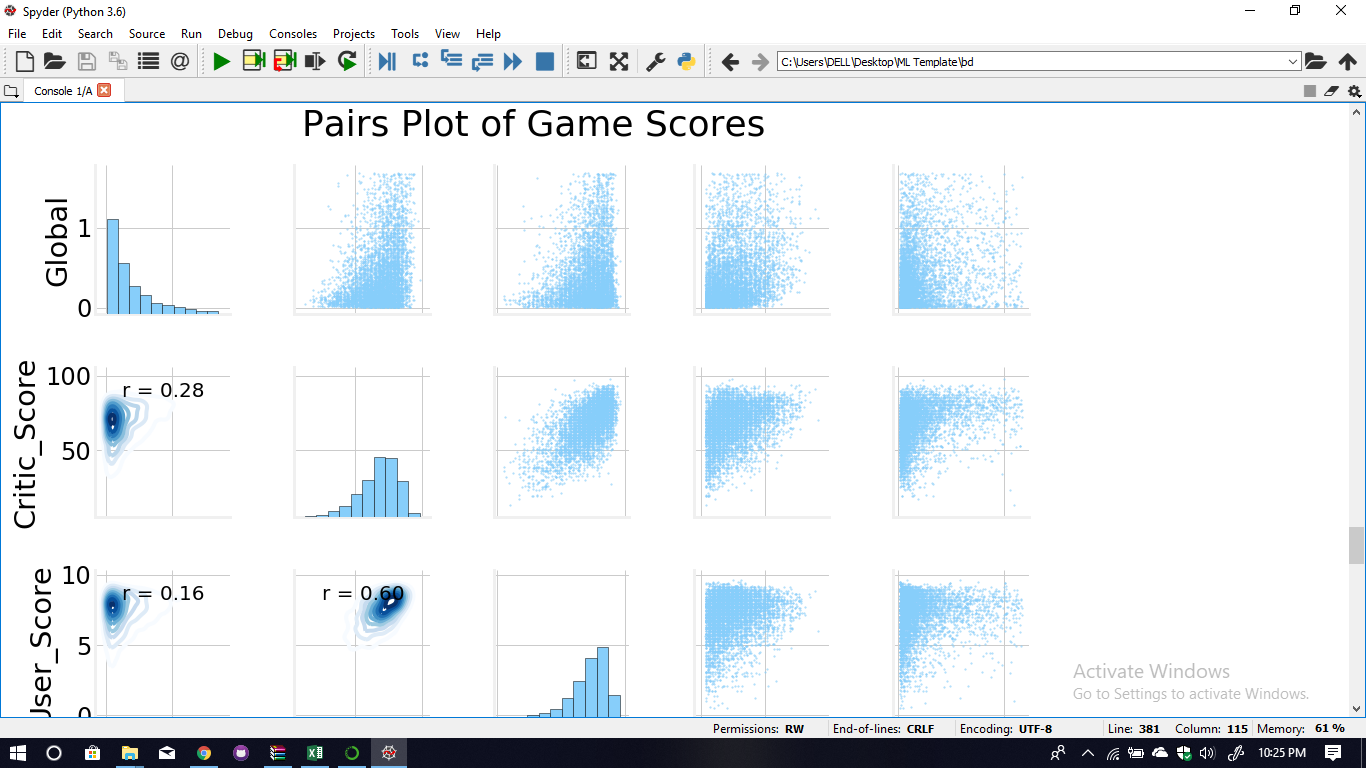 Spyder (Python 3.6)
File Edit Search Source Run Debug Consoles Projects Tools View Help
C:\Users\DELL\Desktop\ML Template\bd
Console 1/A
Pairs Plot of Game Scores
Global
1
0
Critic_Score
100
50
r = 0.28
User_Score
10
5
0
r = 0.16
r = 0.60
Activate Windows
Go to Settings to activate Windows.
Permissions: RW End-of-lines: CRLF Encoding: UTF-8 Line: 381 Column: 115 Memory: 61 %
10:25 PM